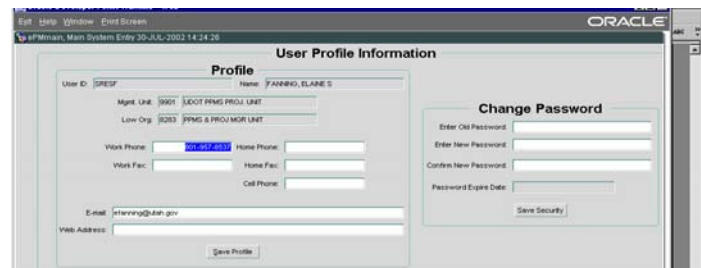 Exit Help Window Print Screen
ORACLE
ePMmain, Main System Entry 30-JUL-2002 14:24:26
User Profile Information
Profile
User ID: SRESF Name: FANNING, ELAINE S
Mgmt. Unit: 9901 UDOT PPMS PROJ. UNIT
Low Org: 8283 PPMS & PROJ MGR UNIT
Work Phone: 801-957-8537 Home Phone:
Work Fax: Home Fax:
Cell Phone:
E-mail: efanning@utah.gov
Web Address:
Save Profile
Change Password
Enter Old Password:
Enter New Password:
Confirm New Password:
Password Expire Date:
Save Security
ABC